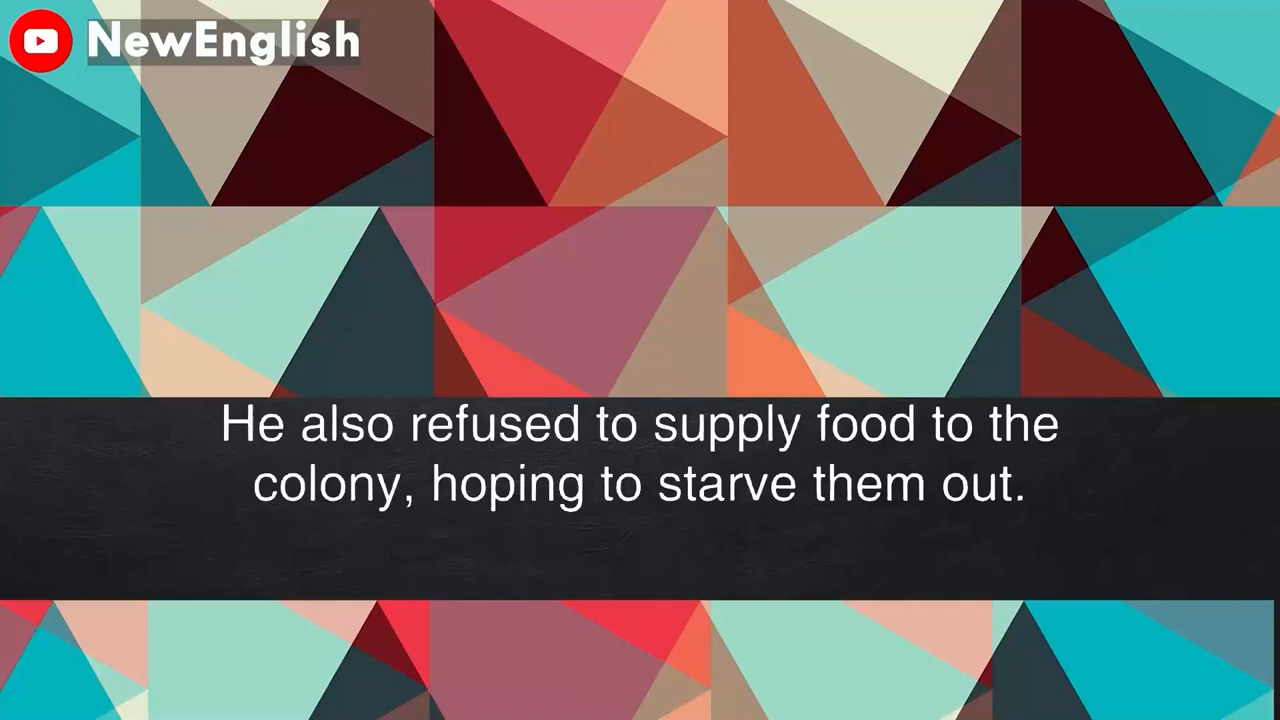 NewEnglish
He also refused to supply food to the
colony, hoping to starve them out.